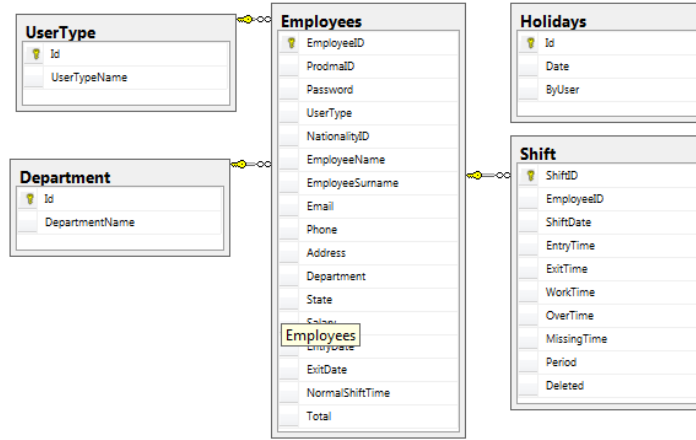 UserType
Id
UserTypeName
Department
Id
DepartmentName
Employees
EmployeeID
ProdmaID
Password
UserType
NationalityID
EmployeeName
EmployeeSurname
Email
Phone
Address
Department
State
Salary
Employees
EntryDate
ExitDate
NormalShiftTime
Total
Holidays
Id
Date
ByUser
Shift
ShiftID
EmployeeID
ShiftDate
EntryTime
ExitTime
WorkTime
OverTime
MissingTime
Period
Deleted